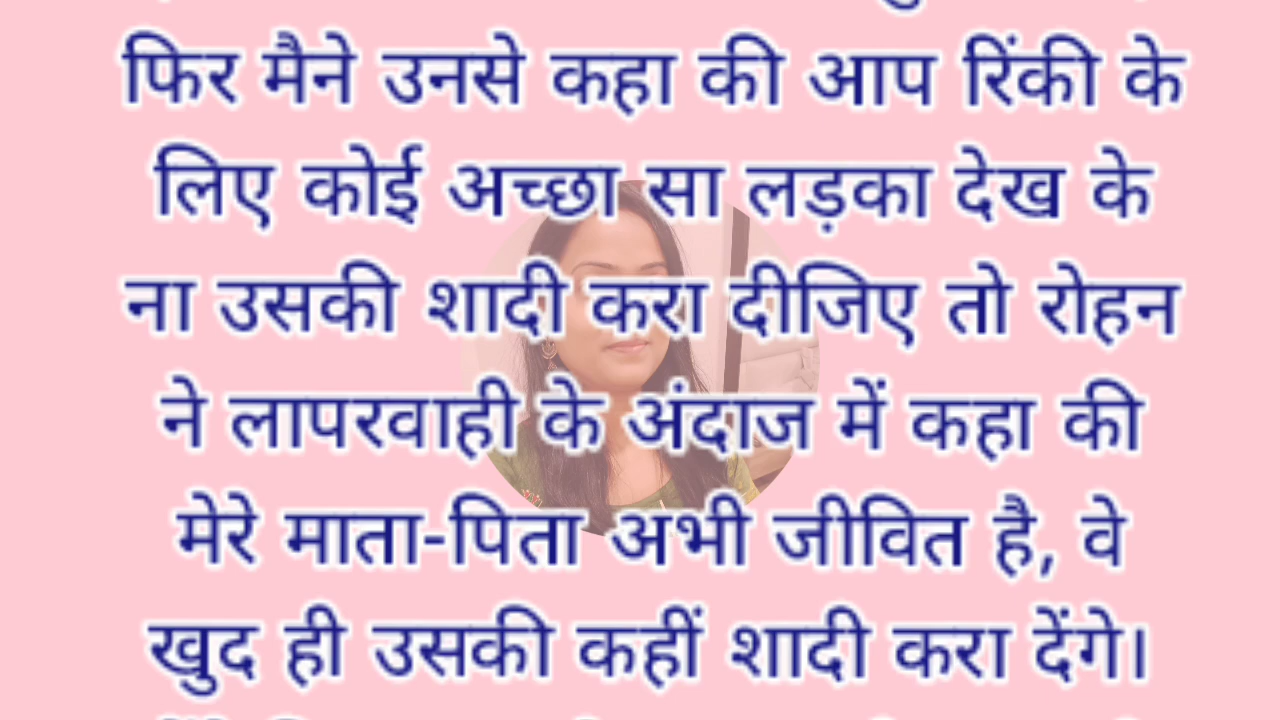 फिर मैने उनसे कहा की आप रिंकी के
लिए कोई अच्छा सा लड़का देख के
ना उसकी शादी करा दीजिए तो रोहन
ने लापरवाही के अंदाज में कहा की
मेरे माता-पिता अभी जीवित है, वे
खुद ही उसकी कहीं शादी करा देंगे।